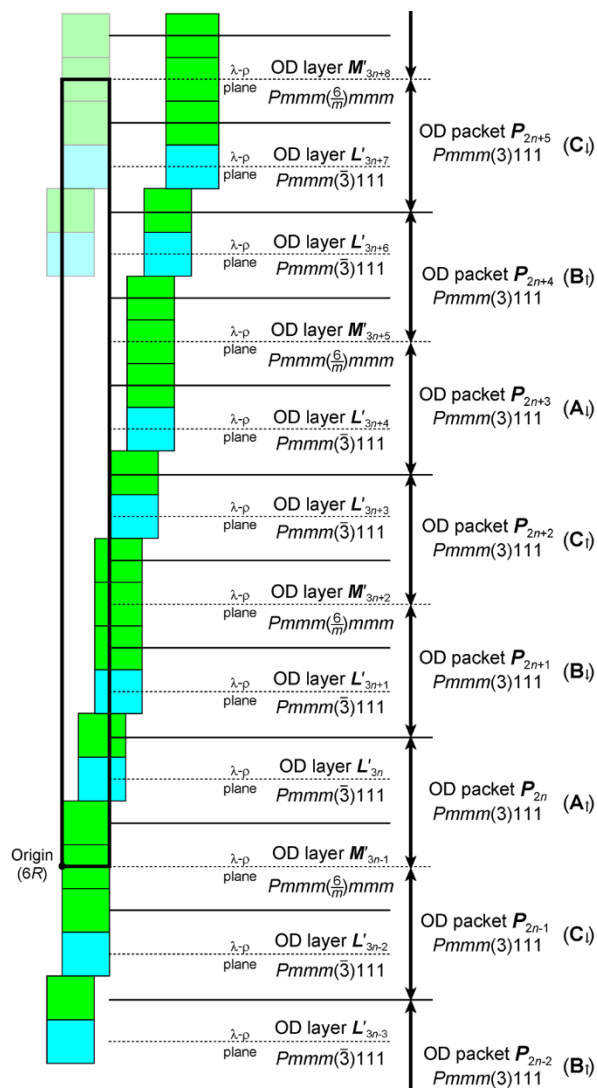 λ-ρ plane OD layer M'₃ₙ₊₈
Pmmm(6/m)mmm
OD packet P₂ₙ₊₅ (C↓)
Pmmm(3)111
λ-ρ plane OD layer L'₃ₙ₊₇
Pmmm(3̄)111
λ-ρ plane OD layer L'₃ₙ₊₆
Pmmm(3̄)111
OD packet P₂ₙ₊₄ (B↑)
Pmmm(3)111
λ-ρ plane OD layer M'₃ₙ₊₅
Pmmm(6/m)mmm
OD packet P₂ₙ₊₃ (A↓)
Pmmm(3)111
λ-ρ plane OD layer L'₃ₙ₊₄
Pmmm(3̄)111
λ-ρ plane OD layer L'₃ₙ₊₃
Pmmm(3̄)111
OD packet P₂ₙ₊₂ (C↑)
Pmmm(3)111
λ-ρ plane OD layer M'₃ₙ₊₂
Pmmm(6/m)mmm
OD packet P₂ₙ₊₁ (B↓)
Pmmm(3)111
λ-ρ plane OD layer L'₃ₙ₊₁
Pmmm(3̄)111
λ-ρ plane OD layer L'₃ₙ
Pmmm(3̄)111
OD packet P₂ₙ (A↑)
Pmmm(3)111
Origin
(6R)
λ-ρ plane OD layer M'₃ₙ₋₁
Pmmm(6/m)mmm
OD packet P₂ₙ₋₁ (C↓)
Pmmm(3)111
λ-ρ plane OD layer L'₃ₙ₋₂
Pmmm(3̄)111
λ-ρ plane OD layer L'₃ₙ₋₃
Pmmm(3̄)111
OD packet P₂ₙ₋₂ (B↑)
Pmmm(3)111